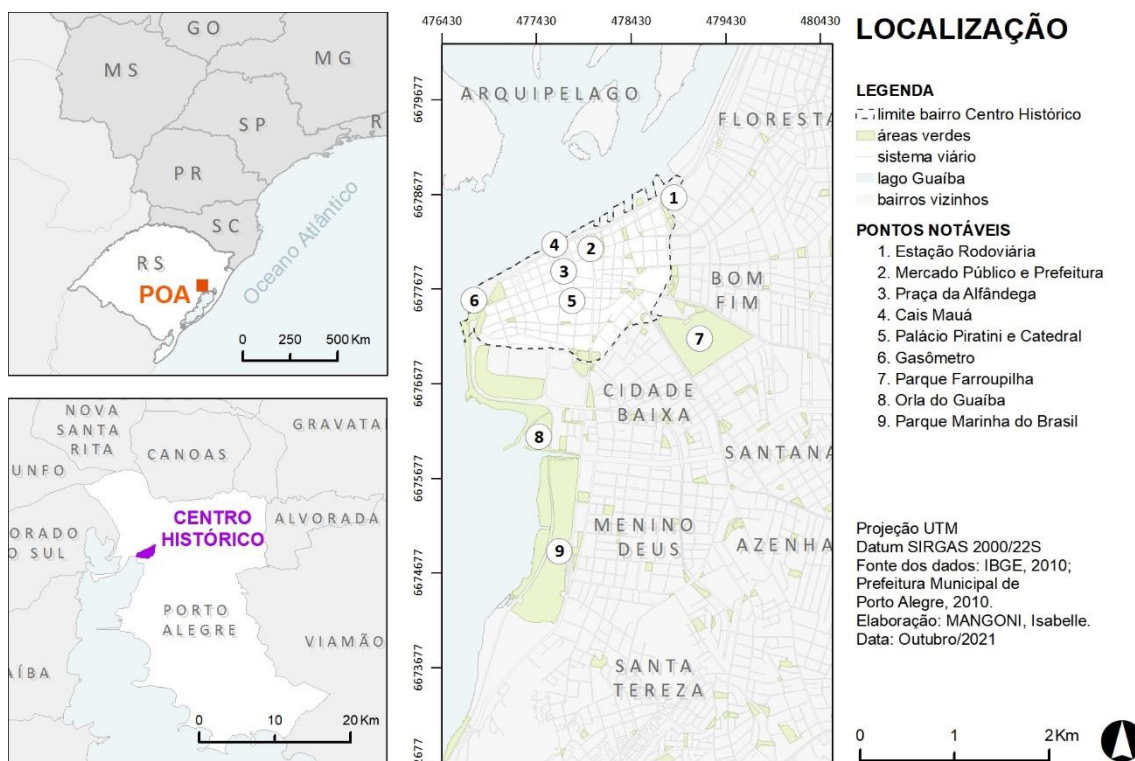 GO
MS
MG
SP
R
PR
SC
RS
POA
Oceano Atlântico
0 250 500 Km
NOVA
SANTA
RITA
GRAVATA
UNFO
CANOAS
CENTRO
HISTÓRICO
ALVORADA
ORADO
O SUL
PORTO
ALEGRE
VIAMÃO
AÍBA
0 10 20 Km
476430 477430 478430 479430 480430
6679677
6678677
6677677
6676677
6675677
6674677
6673677
2677
ARQUIPELAGO
FLORESTA
1
4
2
3
BOM
FIM
6
5
7
CIDADE
BAIXA
8
SANTANA
MENINO
DEUS
AZENHA
9
SANTA
TEREZA
LOCALIZAÇÃO
LEGENDA
limite bairro Centro Histórico
áreas verdes
sistema viário
lago Guaíba
bairros vizinhos
PONTOS NOTÁVEIS
1. Estação Rodoviária
2. Mercado Público e Prefeitura
3. Praça da Alfândega
4. Cais Mauá
5. Palácio Piratini e Catedral
6. Gasômetro
7. Parque Farroupilha
8. Orla do Guaíba
9. Parque Marinha do Brasil
Projeção UTM
Datum SIRGAS 2000/22S
Fonte dos dados: IBGE, 2010;
Prefeitura Municipal de
Porto Alegre, 2010.
Elaboração: MANGONI, Isabelle.
Data: Outubro/2021
0 1 2 Km